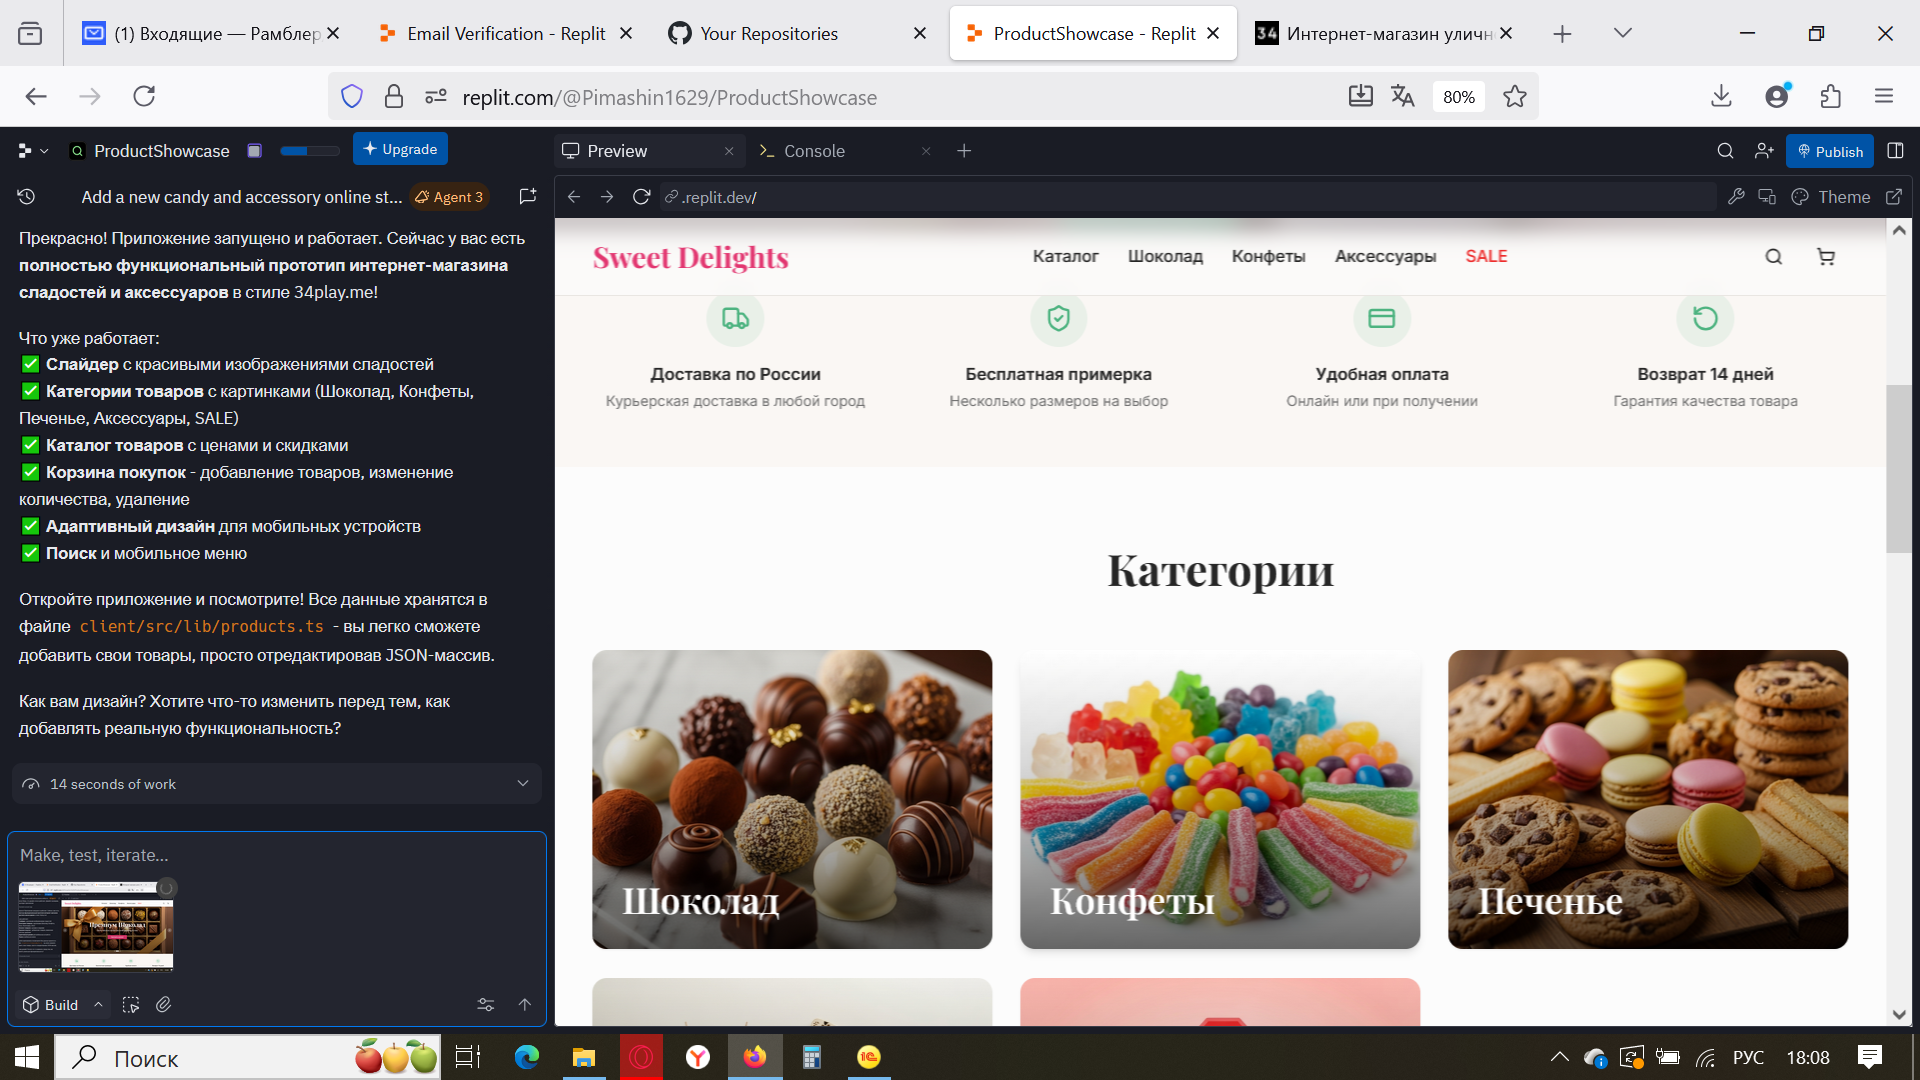 (1) Входящие — Рамблер
Email Verification - Replit
Your Repositories
ProductShowcase - Replit
34
Интернет-магазин улич
replit.com/@Pimashin1629/ProductShowcase
80%
ProductShowcase
Upgrade
Preview
Console
Publish
Add a new candy and accessory online st...
Agent 3
.replit.dev/
Theme
Прекрасно! Приложение запущено и работает. Сейчас у вас есть
полностью функциональный прототип интернет-магазина
сладостей и аксессуаров в стиле 34play.me!
Что уже работает:
✅ Слайдер с красивыми изображениями сладостей
✅ Категории товаров с картинками (Шоколад, Конфеты,
Печенье, Аксессуары, SALE)
✅ Каталог товаров с ценами и скидками
✅ Корзина покупок - добавление товаров, изменение
количества, удаление
✅ Адаптивный дизайн для мобильных устройств
✅ Поиск и мобильное меню
Откройте приложение и посмотрите! Все данные хранятся в
файле client/src/lib/products.ts - вы легко сможете
добавить свои товары, просто отредактировав JSON-массив.
Как вам дизайн? Хотите что-то изменить перед тем, как
добавлять реальную функциональность?
14 seconds of work
Make, test, iterate...
Премиум Шоколад
Build
Sweet Delights
Каталог
Шоколад
Конфеты
Аксессуары
SALE
Доставка по России
Курьерская доставка в любой город
Бесплатная примерка
Несколько размеров на выбор
Удобная оплата
Онлайн или при получении
Возврат 14 дней
Гарантия качества товара
Категории
Шоколад
Конфеты
Печенье
Поиск
РУС
18:08